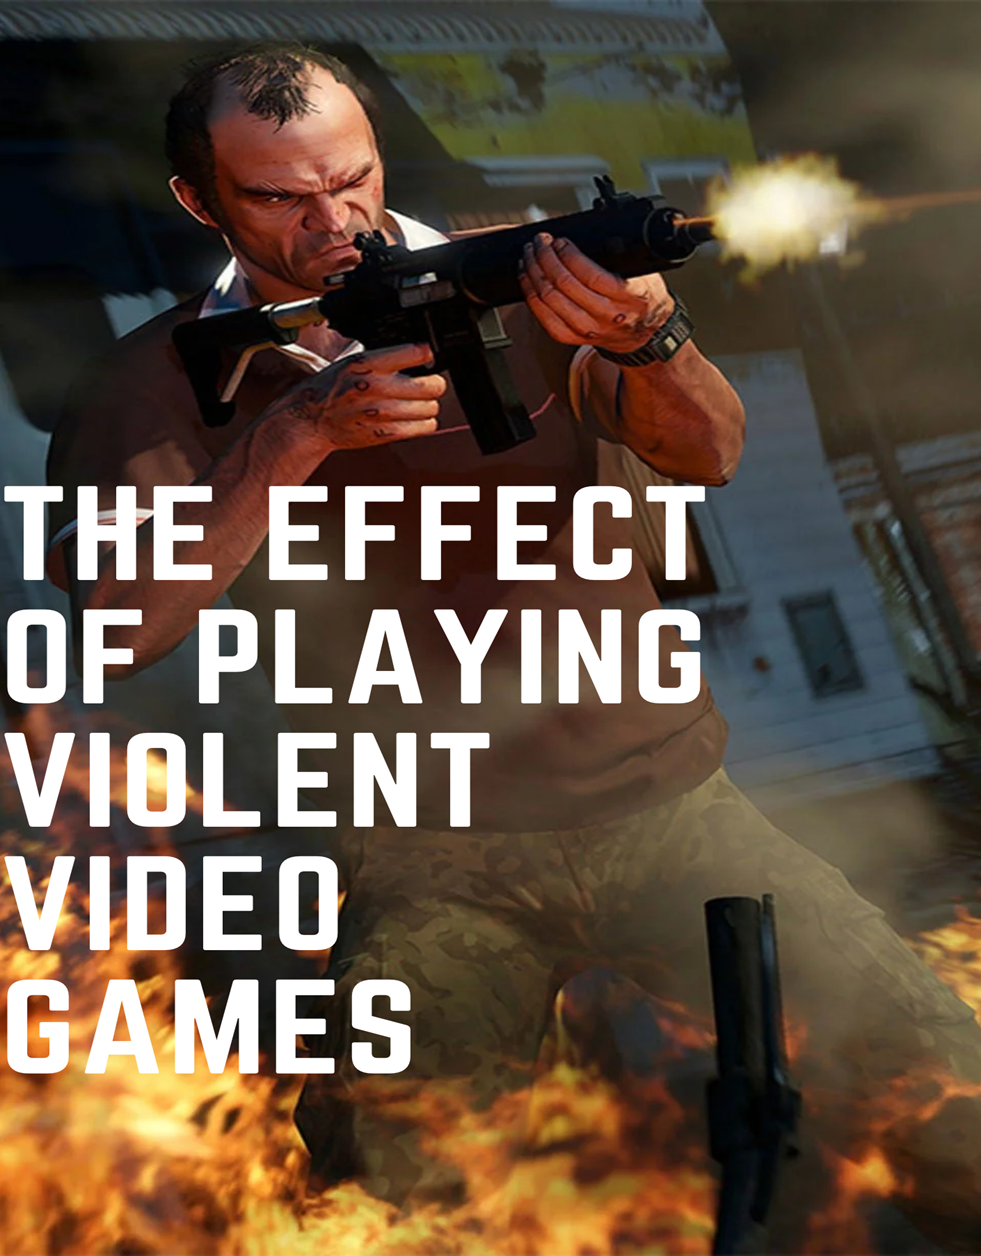 THE EFFECT
OF PLAYING
VIOLENT
VIDEO
GAMES